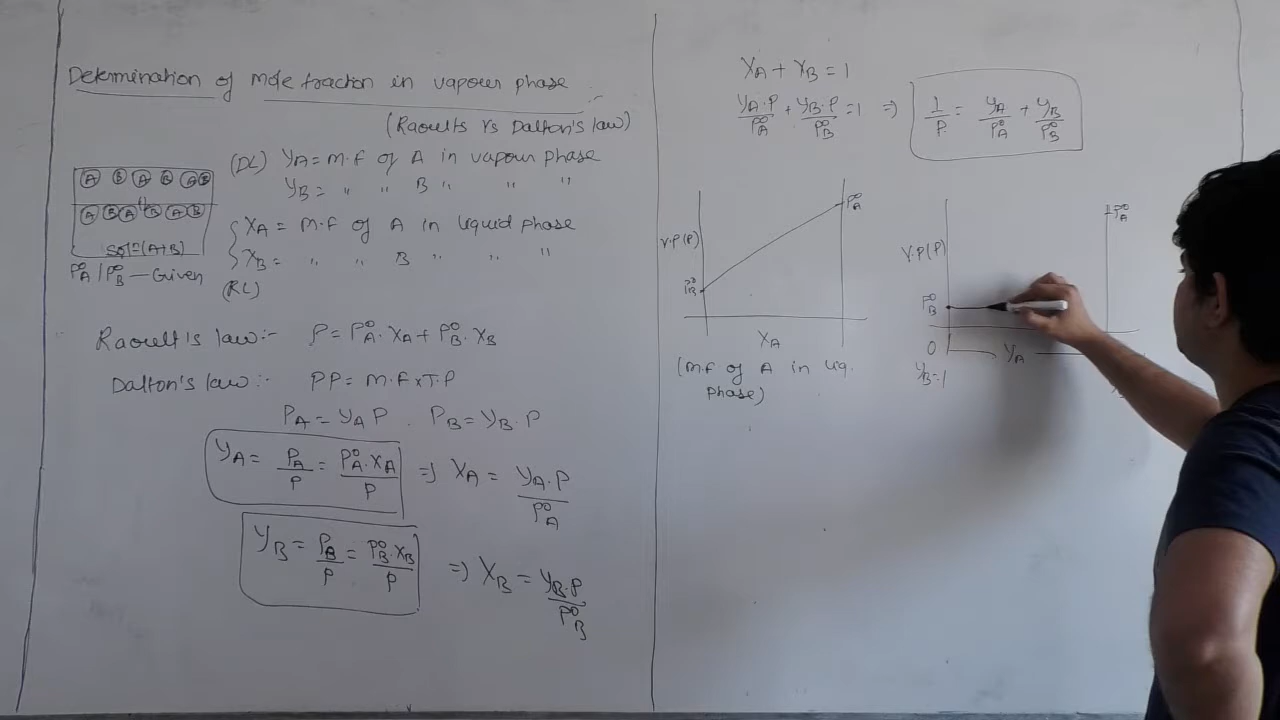 Determination of mole fraction in vapour phase
(Raoults Vs Dalton's law)
A B A B A B
A B A B A B
Sol=(A+B)
P°A / P°B — Given
(DL) YA = m.f of A in vapour phase
YB = " " B " " "
XA = m.f of A in liquid phase
XB = " " B " " "
(RL)
Raoult's law:- P = P°A . XA + P°B . XB
Dalton's law:- PP = m.f x T.P
PA = YA P . PB = YB . P
YA = PA/P = P°A . XA/P => XA = YA . P/P°A
YB = PB/P = P°B . XB/P => XB = YB . P/P°B
XA + XB = 1
YA . P/P°A + YB . P/P°B = 1 => 1/P = YA/P°A + YB/P°B
P°A
V.P(P)
P°B
XA
(m.f of A in liq.
phase)
P°A
V.P(P)
P°B
0 YA
YB=1